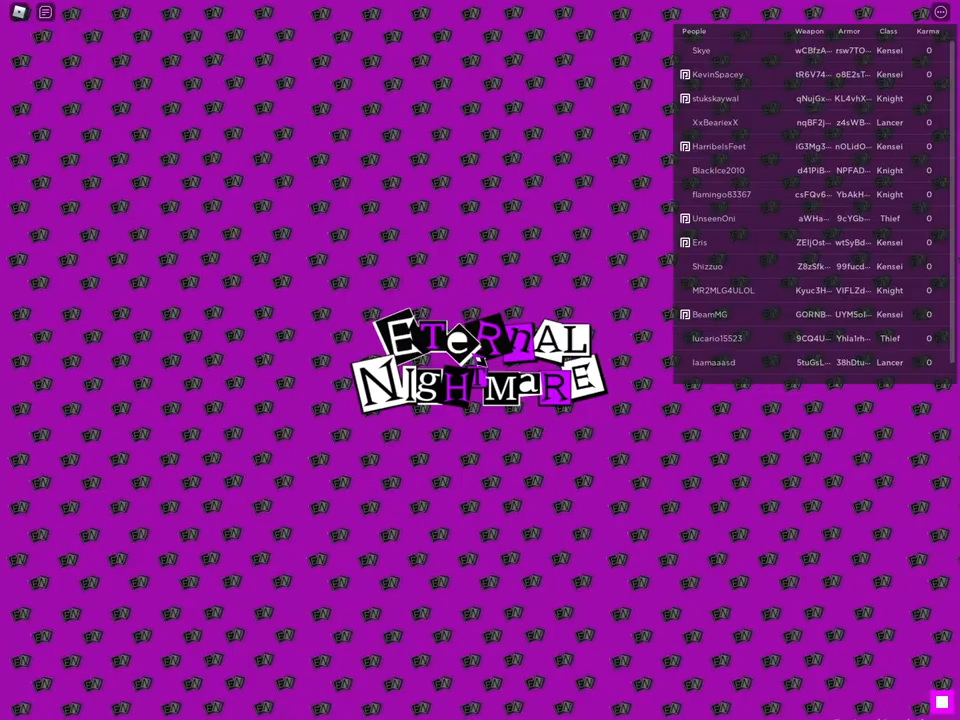 People Weapon Armor Class Karma
Skye wCBfzA... rsw7TO... Kensei 0
KevinSpacey tR6V74... o8E2sT... Kensei 0
stukskaywal qNujGx... KL4vhX... Knight 0
XxBeariexX nqBF2j... z4sWB... Lancer 0
HarribelsFeet iG3Mg3... nOLidO... Kensei 0
BlackIce2010 d41PiB... NPFAD... Knight 0
flamingo83367 csFQv6... YbAkH... Knight 0
UnseenOni aWHa... 9cYGb... Thief 0
Eris ZEIjOst... wtSyBd... Kensei 0
Shizzuo Z8zSfk... 99fucd... Kensei 0
MR2MLG4ULOL Kyuc3H... VIFLZd... Knight 0
BeamMG GORNB... UYM5oI... Kensei 0
lucario15523 9CQ4U... Yhla1rh... Thief 0
laamaaasd 5tuGsL... 38hDtu... Lancer 0
ETeRnAL
NIgHtMaRE